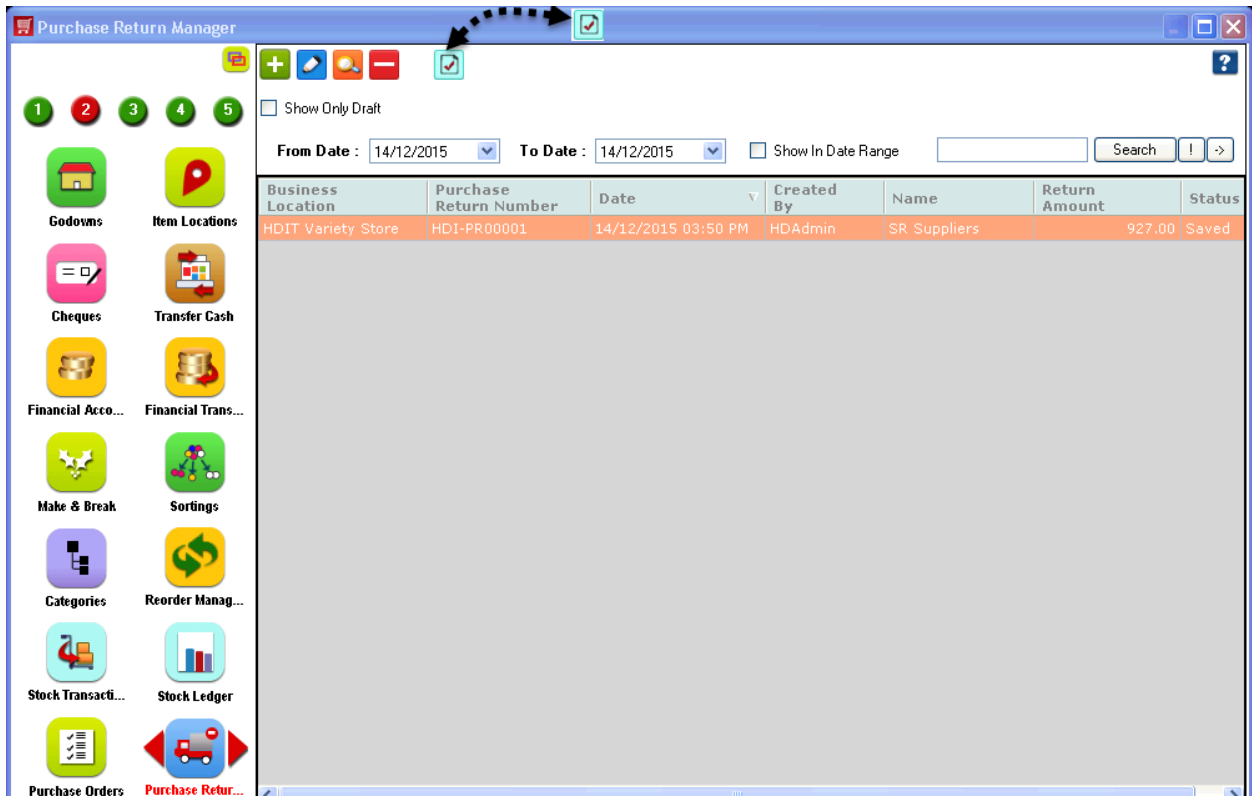 Purchase Return Manager
?
1 2 3 4 5
Show Only Draft
From Date : 14/12/2015 To Date : 14/12/2015 Show In Date Range Search ! ->
Business Location Purchase Return Number Date Created By Name Return Amount Status
HDIT Variety Store HDI-PR00001 14/12/2015 03:50 PM HDAdmin SR Suppliers 927.00 Saved
Godowns Item Locations
Cheques Transfer Cash
Financial Acco... Financial Trans...
Make & Break Sortings
Categories Reorder Manag...
Stock Transacti... Stock Ledger
Purchase Orders Purchase Retur...